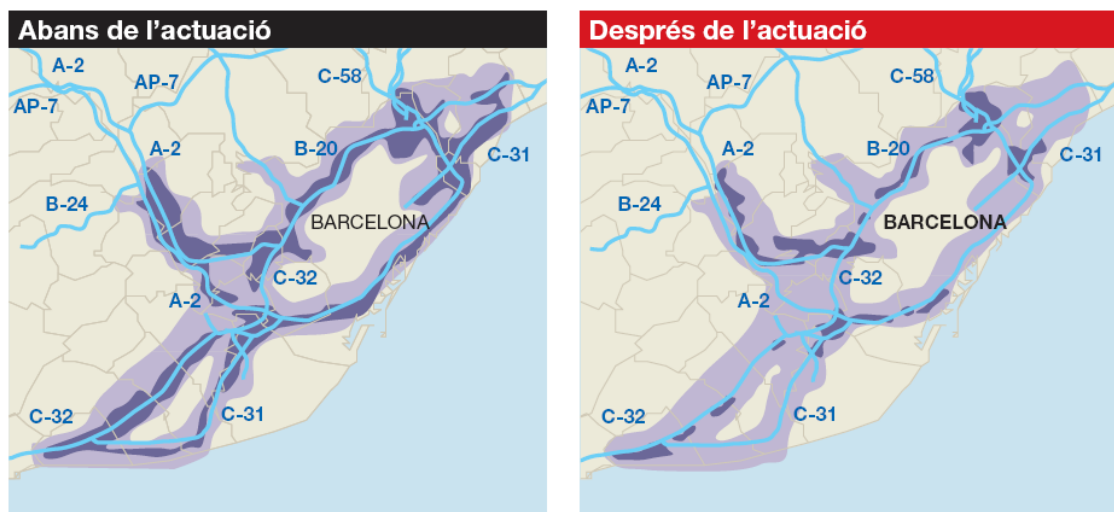 Abans de l’actuació
A-2
AP-7
AP-7
C-58
A-2
B-20
C-31
B-24
BARCELONA
C-32
A-2
C-32
C-31
Després de l’actuació
A-2
AP-7
AP-7
C-58
A-2
B-20
C-31
B-24
BARCELONA
C-32
A-2
C-32
C-31